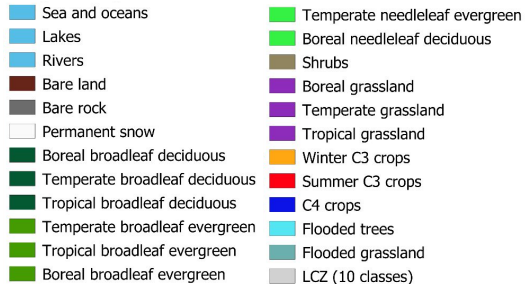 Sea and oceans
Lakes
Rivers
Bare land
Bare rock
Permanent snow
Boreal broadleaf deciduous
Temperate broadleaf deciduous
Tropical broadleaf deciduous
Temperate broadleaf evergreen
Tropical broadleaf evergreen
Boreal broadleaf evergreen
Temperate needleleaf evergreen
Boreal needleleaf deciduous
Shrubs
Boreal grassland
Temperate grassland
Tropical grassland
Winter C3 crops
Summer C3 crops
C4 crops
Flooded trees
Flooded grassland
LCZ (10 classes)